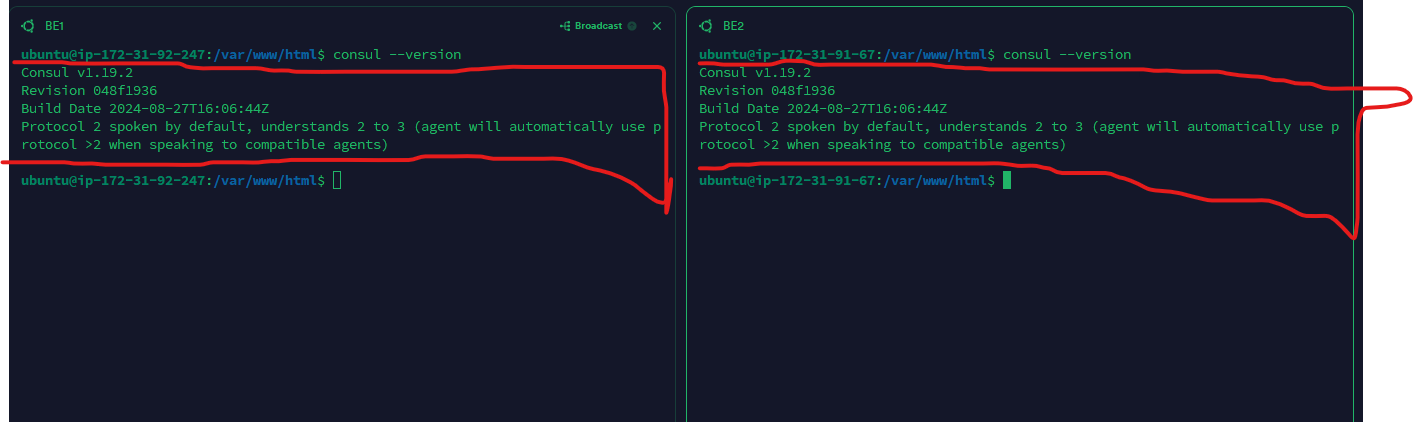 BE1
Broadcast
ubuntu@ip-172-31-92-247:/var/www/html$ consul --version
Consul v1.19.2
Revision 048f1936
Build Date 2024-08-27T16:06:44Z
Protocol 2 spoken by default, understands 2 to 3 (agent will automatically use p
rotocol >2 when speaking to compatible agents)
ubuntu@ip-172-31-92-247:/var/www/html$
BE2
ubuntu@ip-172-31-91-67:/var/www/html$ consul --version
Consul v1.19.2
Revision 048f1936
Build Date 2024-08-27T16:06:44Z
Protocol 2 spoken by default, understands 2 to 3 (agent will automatically use p
rotocol >2 when speaking to compatible agents)
ubuntu@ip-172-31-91-67:/var/www/html$